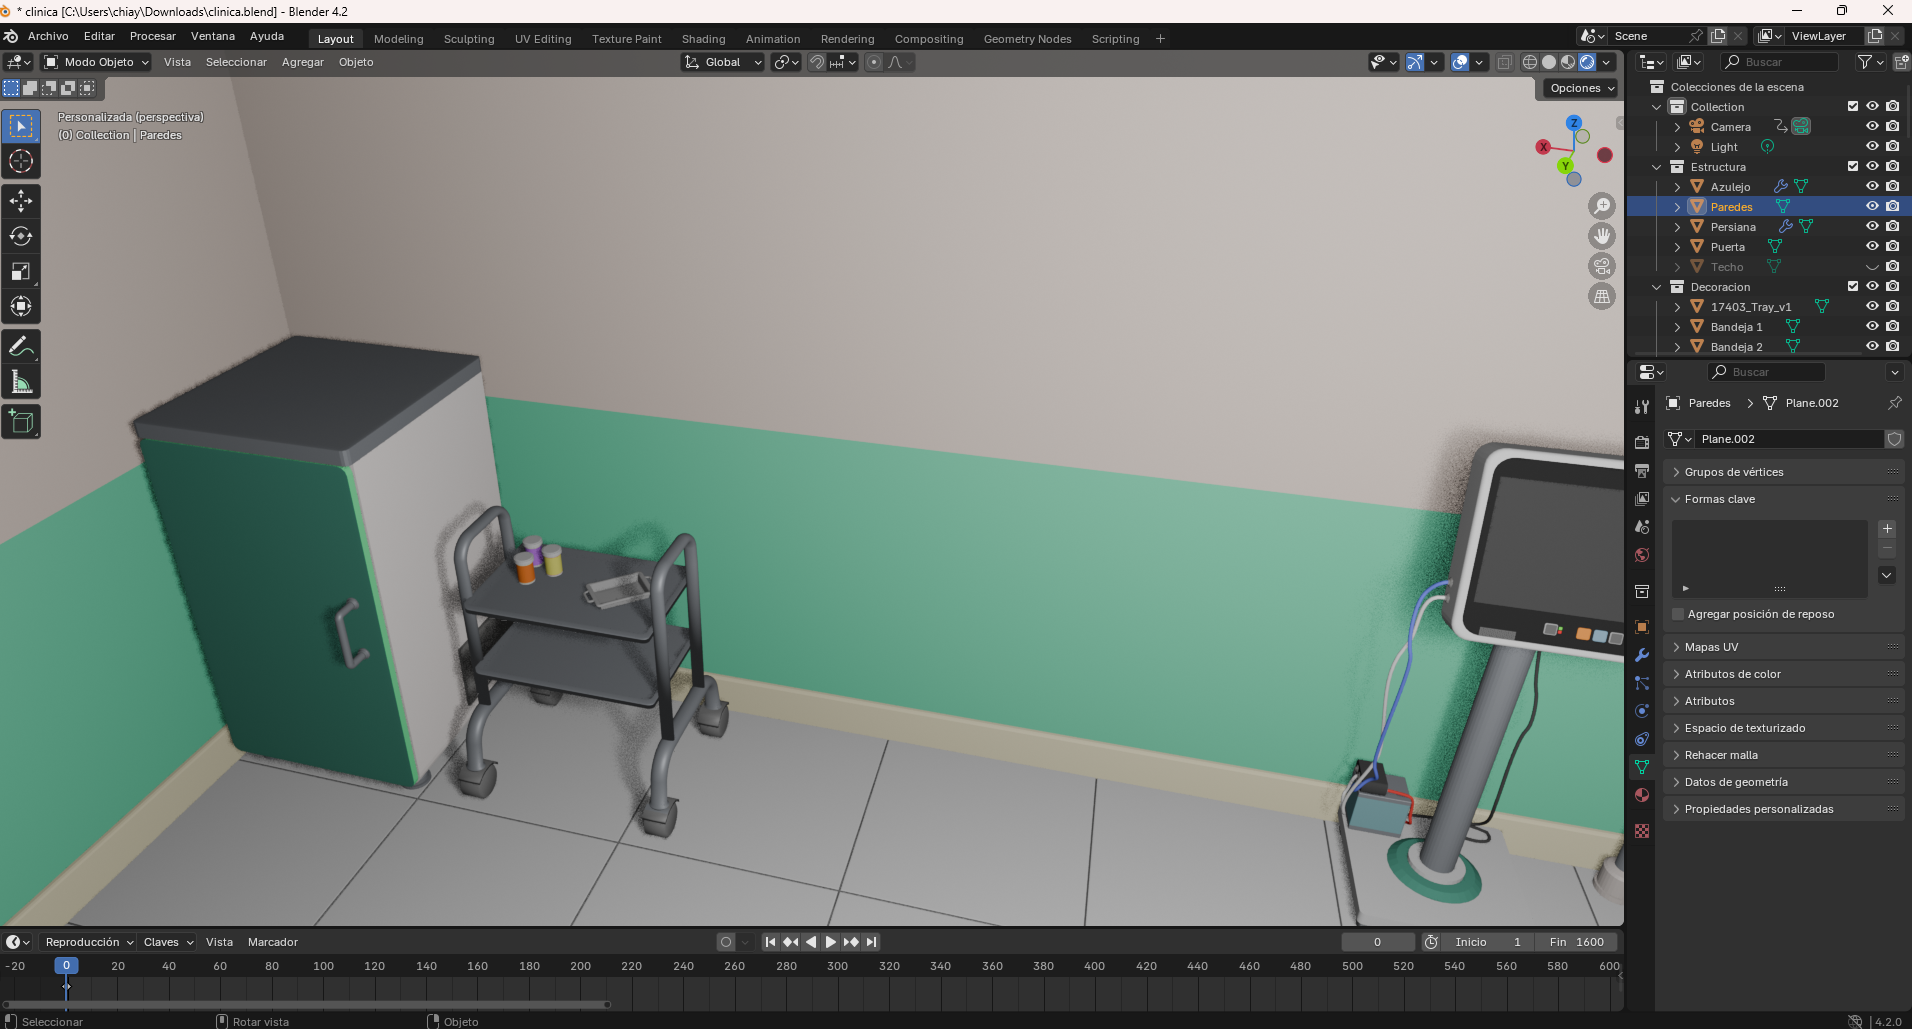 * clinica [C:\Users\chiay\Downloads\clinica.blend] - Blender 4.2
Archivo Editar Procesar Ventana Ayuda Layout Modeling Sculpting UV Editing Texture Paint Shading Animation Rendering Compositing Geometry Nodes Scripting + Scene ViewLayer
Modo Objeto Vista Seleccionar Agregar Objeto Global Buscar
Opciones
Personalizada (perspectiva)
(0) Collection | Paredes
Z
X
Y
Colecciones de la escena
Collection
Camera
Light
Estructura
Azulejo
Paredes
Persiana
Puerta
Techo
Decoracion
17403_Tray_v1
Bandeja 1
Bandeja 2
Buscar
Paredes > Plane.002
Plane.002
Grupos de vértices
Formas clave
Agregar posición de reposo
Mapas UV
Atributos de color
Atributos
Espacio de texturizado
Rehacer malla
Datos de geometría
Propiedades personalizadas
Reproducción Claves Vista Marcador 0 Inicio 1 Fin 1600
-20 0 20 40 60 80 100 120 140 160 180 200 220 240 260 280 300 320 340 360 380 400 420 440 460 480 500 520 540 560 580 600
Seleccionar Rotar vista Objeto 4.2.0